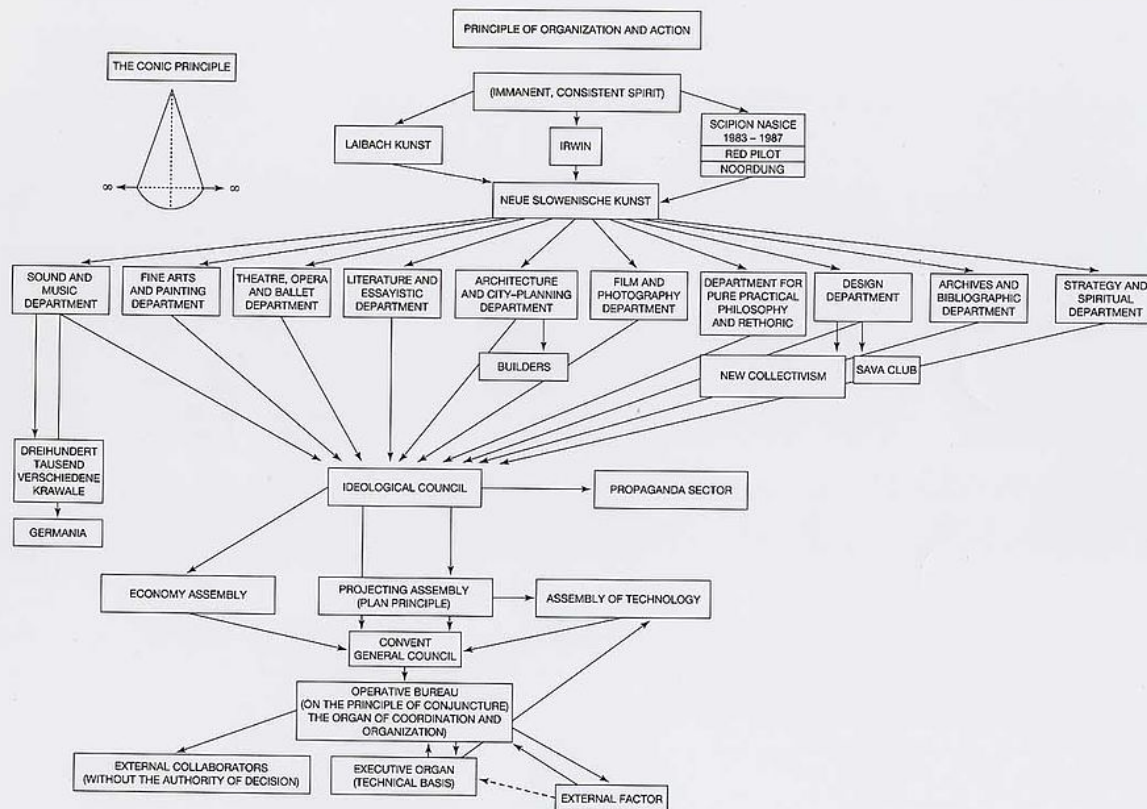 PRINCIPLE OF ORGANIZATION AND ACTION
THE CONIC PRINCIPLE
∞
∞
(IMMANENT, CONSISTENT SPIRIT)
LAIBACH KUNST
IRWIN
SCIPION NASICE
1983 – 1987
RED PILOT
NOORDUNG
NEUE SLOWENISCHE KUNST
SOUND AND
MUSIC
DEPARTMENT
FINE ARTS
AND PAINTING
DEPARTMENT
THEATRE, OPERA
AND BALLET
DEPARTMENT
LITERATURE AND
ESSAYISTIC
DEPARTMENT
ARCHITECTURE
AND CITY–PLANNING
DEPARTMENT
FILM AND
PHOTOGRAPHY
DEPARTMENT
DEPARTMENT FOR
PURE PRACTICAL
PHILOSOPHY
AND RETHORIC
DESIGN
DEPARTMENT
ARCHIVES AND
BIBLIOGRAPHIC
DEPARTMENT
STRATEGY AND
SPIRITUAL
DEPARTMENT
BUILDERS
NEW COLLECTIVISM
SAVA CLUB
DREIHUNDERT
TAUSEND
VERSCHIEDENE
KRAWALE
GERMANIA
IDEOLOGICAL COUNCIL
PROPAGANDA SECTOR
ECONOMY ASSEMBLY
PROJECTING ASSEMBLY
(PLAN PRINCIPLE)
ASSEMBLY OF TECHNOLOGY
CONVENT
GENERAL COUNCIL
OPERATIVE BUREAU
(ON THE PRINCIPLE OF CONJUNCTURE)
THE ORGAN OF COORDINATION AND
ORGANIZATION)
EXTERNAL COLLABORATORS
(WITHOUT THE AUTHORITY OF DECISION)
EXECUTIVE ORGAN
(TECHNICAL BASIS)
EXTERNAL FACTOR